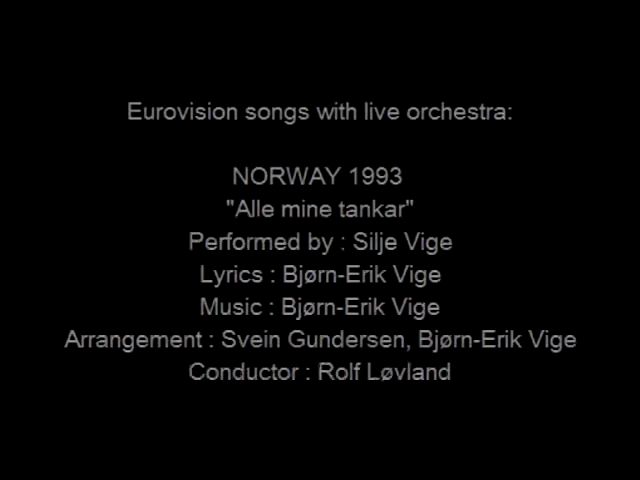 Eurovision songs with live orchestra:
NORWAY 1993
"Alle mine tankar"
Performed by : Silje Vige
Lyrics : Bjørn-Erik Vige
Music : Bjørn-Erik Vige
Arrangement : Svein Gundersen, Bjørn-Erik Vige
Conductor : Rolf Løvland